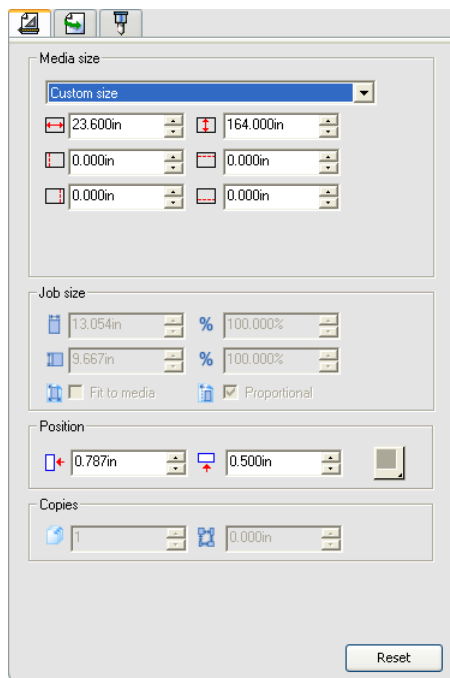 Media size
Custom size
23.600in 164.000in
0.000in 0.000in
0.000in 0.000in
Job size
13.054in % 100.000%
9.667in % 100.000%
Fit to media Proportional
Position
0.787in 0.500in
Copies
1 0.000in
Reset